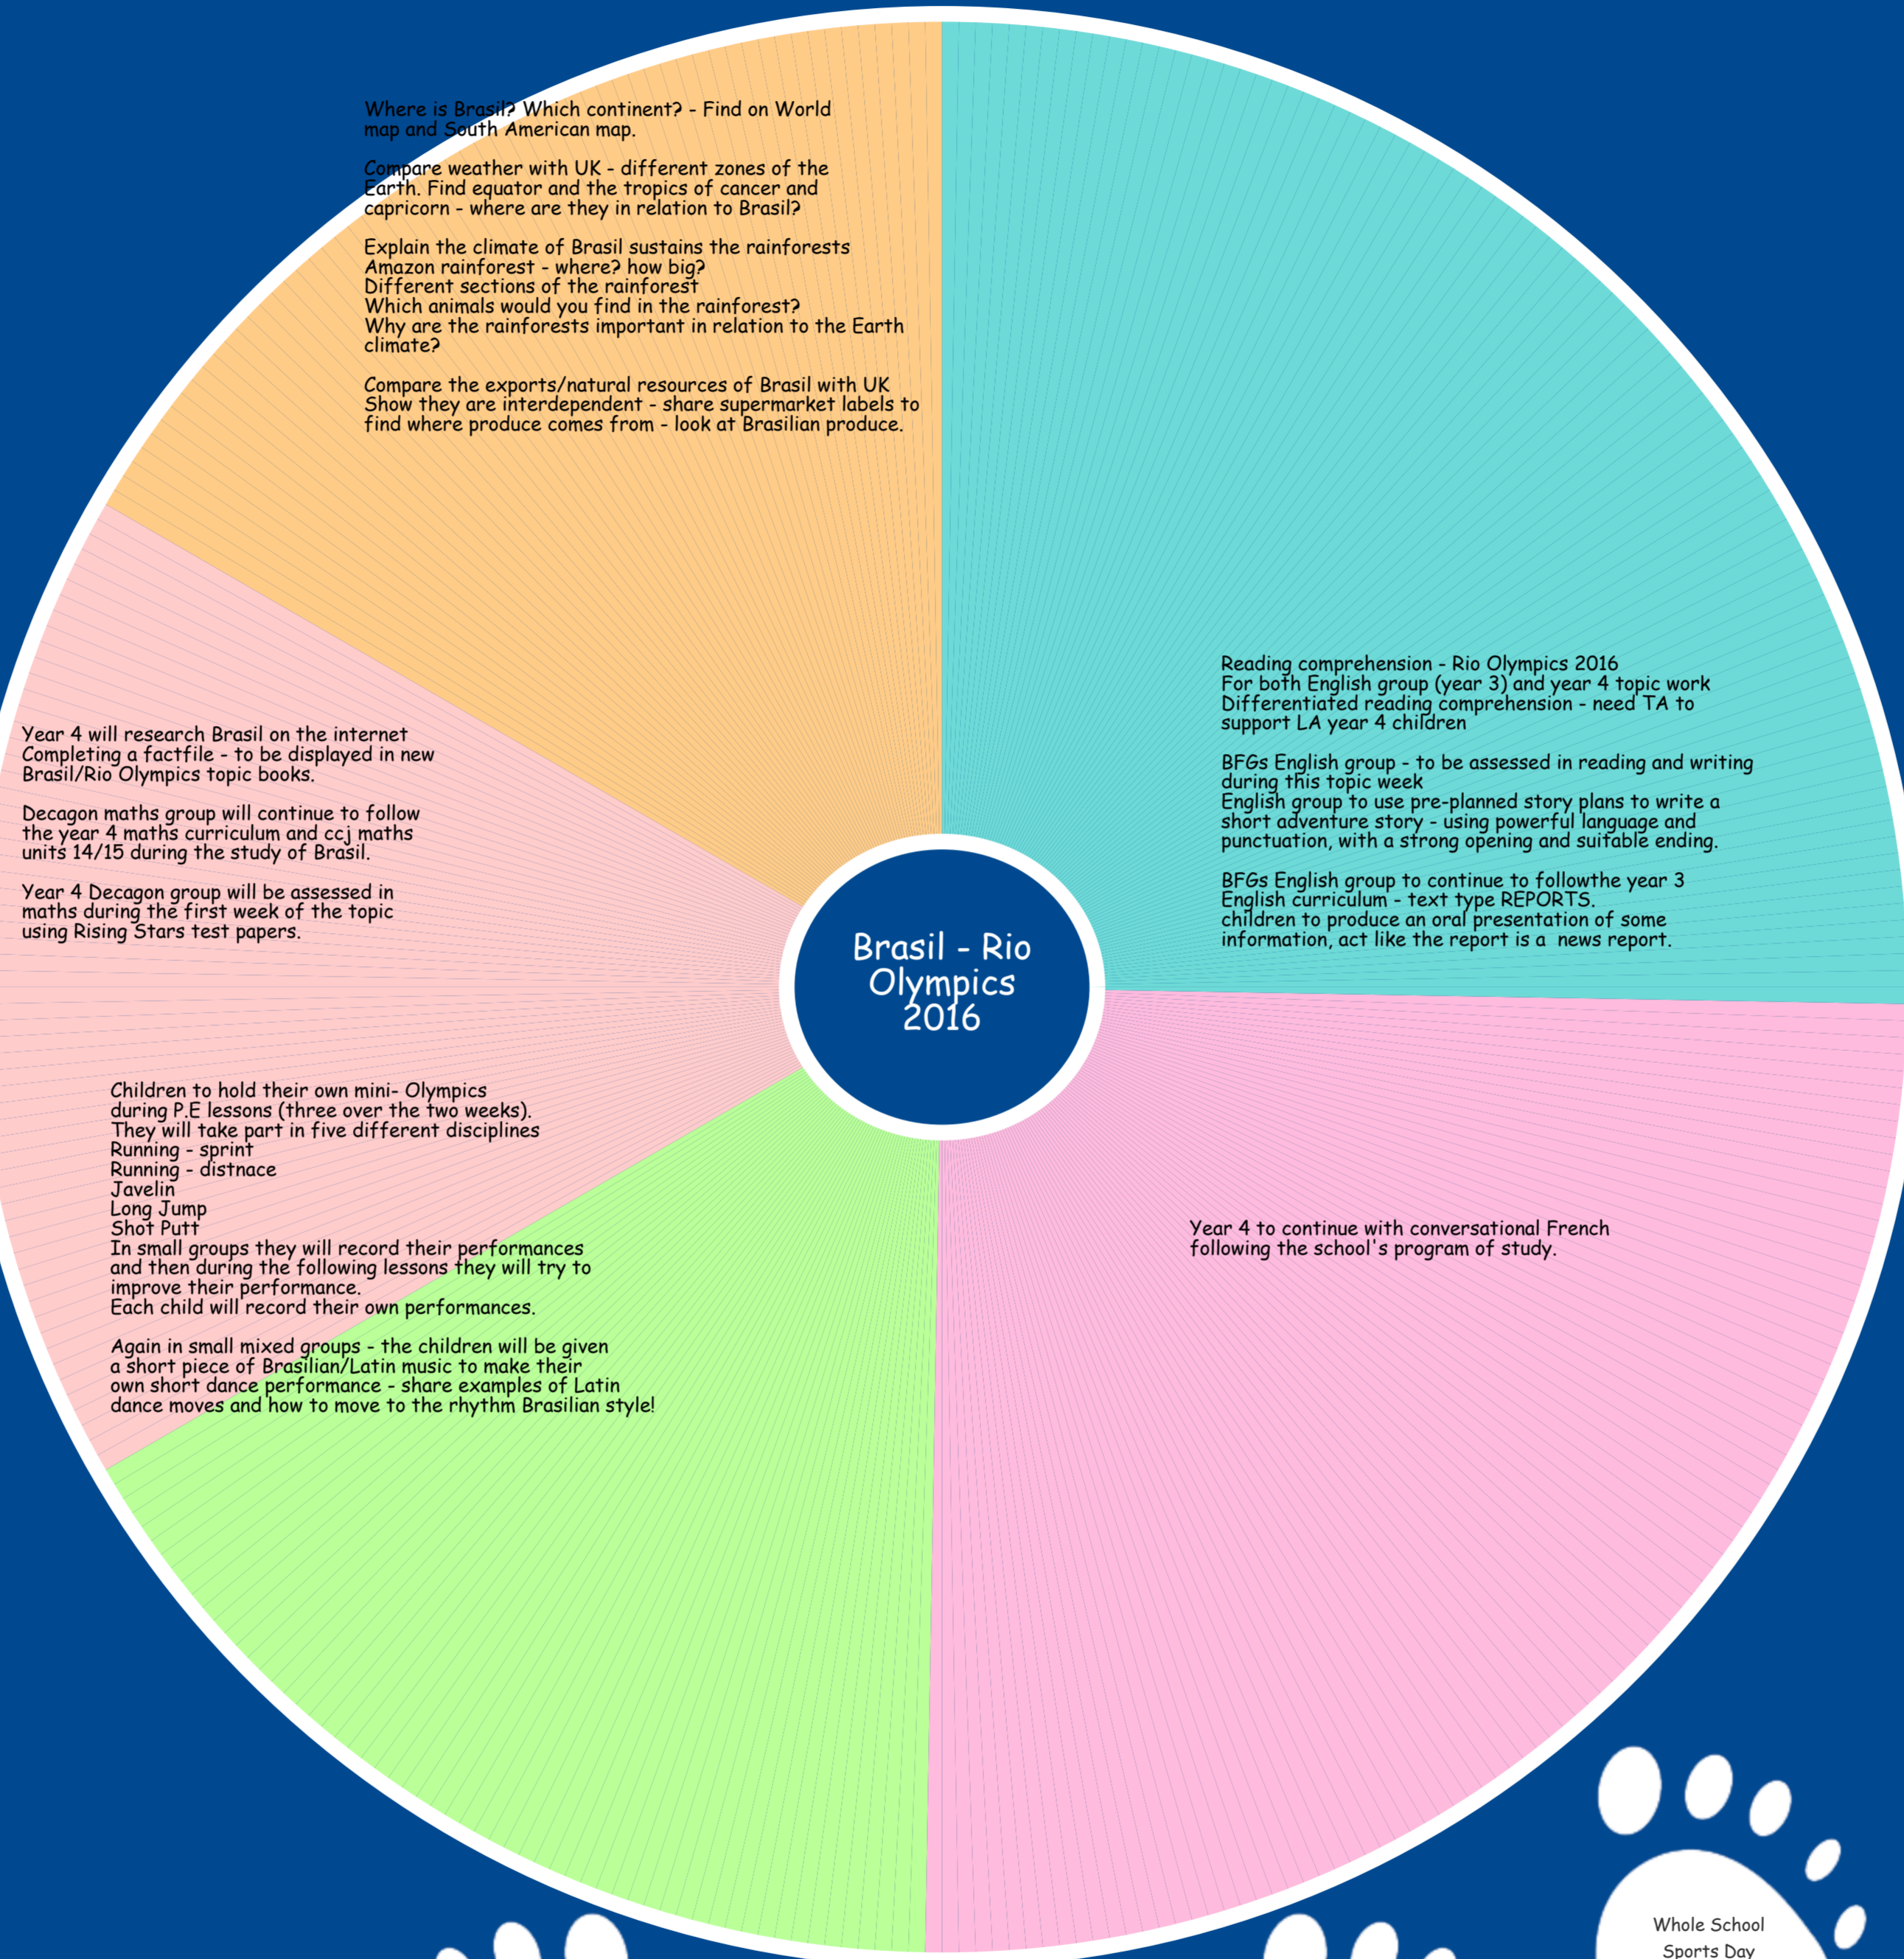 Where is Brasil? Which continent? - Find on World
map and South American map.
Compare weather with UK - different zones of the
Earth. Find equator and the tropics of cancer and
capricorn - where are they in relation to Brasil?
Explain the climate of Brasil sustains the rainforests
Amazon rainforest - where? how big?
Different sections of the rainforest
Which animals would you find in the rainforest?
Why are the rainforests important in relation to the Earth
climate?
Compare the exports/natural resources of Brasil with UK
Show they are interdependent - share supermarket labels to
find where produce comes from - look at Brasilian produce.
Reading comprehension - Rio Olympics 2016
For both English group (year 3) and year 4 topic work
Differentiated reading comprehension - need TA to
support LA year 4 children
BFGs English group - to be assessed in reading and writing
during this topic week
English group to use pre-planned story plans to write a
short adventure story - using powerful language and
punctuation, with a strong opening and suitable ending.
BFGs English group to continue to followthe year 3
English curriculum - text type REPORTS.
children to produce an oral presentation of some
information, act like the report is a  news report.
Year 4 will research Brasil on the internet
Completing a factfile - to be displayed in new
Brasil/Rio Olympics topic books.
Decagon maths group will continue to follow
the year 4 maths curriculum and ccj maths
units 14/15 during the study of Brasil.
Year 4 Decagon group will be assessed in
maths during the first week of the topic
using Rising Stars test papers.
Brasil - Rio
Olympics
2016
Children to hold their own mini- Olympics
during P.E lessons (three over the two weeks).
They will take part in five different disciplines
Running - sprint
Running - distnace
Javelin
Long Jump
Shot Putt
In small groups they will record their performances
and then during the following lessons they will try to
improve their performance.
Each child will record their own performances.
Again in small mixed groups - the children will be given
a short piece of Brasilian/Latin music to make their
own short dance performance - share examples of Latin
dance moves and how to move to the rhythm Brasilian style!
Year 4 to continue with conversational French
following the school's program of study.
Whole School
Sports Day